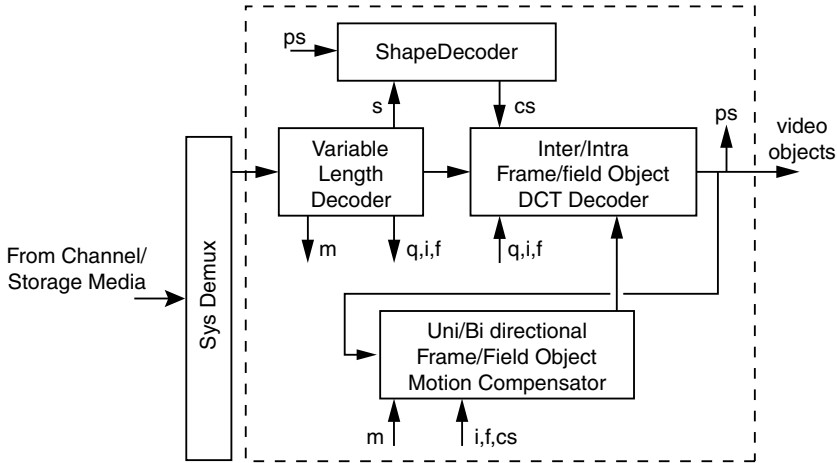 ps
ShapeDecoder
s
cs
ps
video
objects
Variable
Length
Decoder
Inter/Intra
Frame/field Object
DCT Decoder
m
q,i,f
q,i,f
From Channel/
Storage Media
Sys Demux
Uni/Bi directional
Frame/Field Object
Motion Compensator
m
i,f,cs